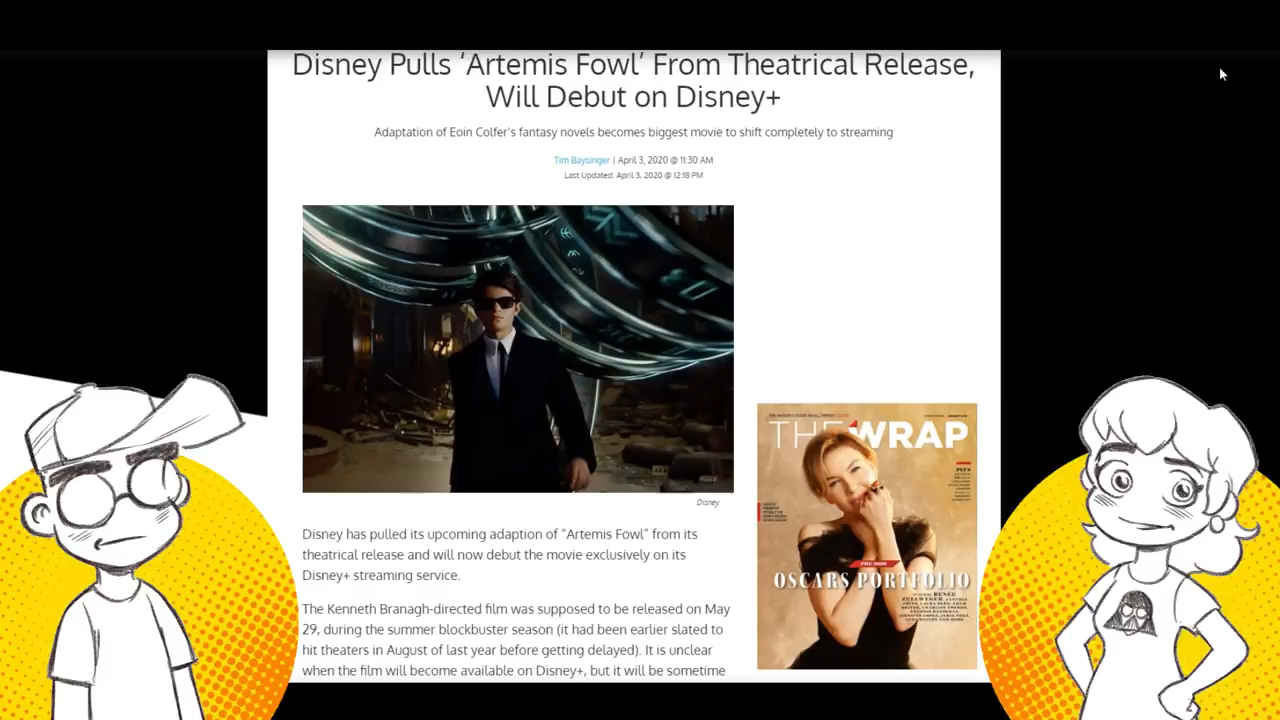 Disney Pulls ‘Artemis Fowl’ From Theatrical Release,
Will Debut on Disney+
Adaptation of Eoin Colfer's fantasy novels becomes biggest movie to shift completely to streaming
Tim Baysinger | April 3, 2020 @ 11:30 AM
Last Updated: April 3, 2020 @ 12:18 PM
Disney
Disney has pulled its upcoming adaption of “Artemis Fowl” from its
theatrical release and will now debut the movie exclusively on its
Disney+ streaming service.
The Kenneth Branagh-directed film was supposed to be released on May
29, during the summer blockbuster season (it had been earlier slated to
hit theaters in August of last year before getting delayed). It is unclear
when the film will become available on Disney+, but it will be sometime
THE WRAP
OSCARS PORTFOLIO